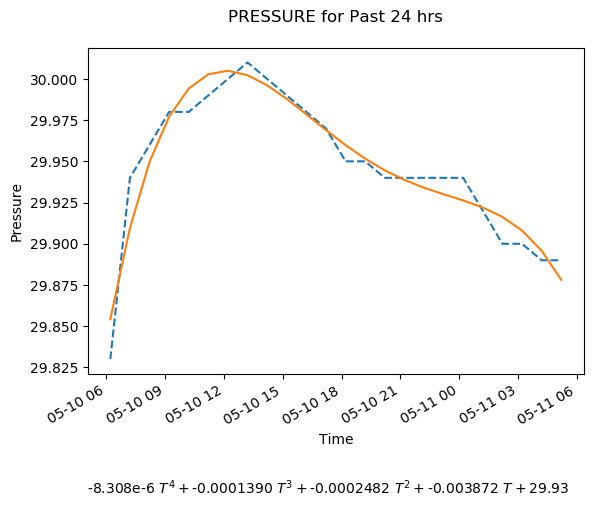 PRESSURE for Past 24 hrs
30.000
29.975
29.950
29.925
29.900
29.875
29.850
29.825
Pressure
05-10 06 05-10 09 05-10 12 05-10 15 05-10 18 05-10 21 05-11 00 05-11 03 05-11 06
Time
-8.308e-6 T⁴ + -0.0001390 T³ + -0.0002482 T² + -0.003872 T + 29.93